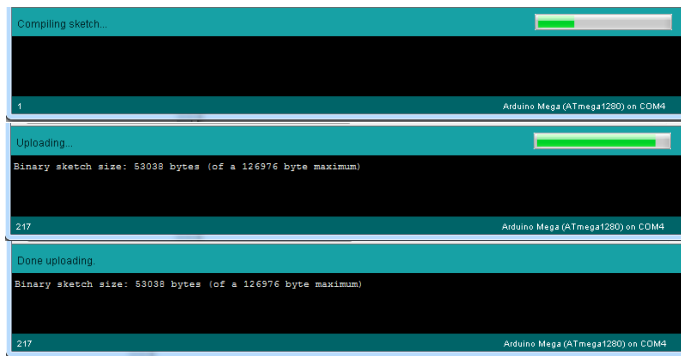 Compiling sketch...
1
Arduino Mega (ATmega1280) on COM4
Uploading...
Binary sketch size: 53038 bytes (of a 126976 byte maximum)
217
Arduino Mega (ATmega1280) on COM4
Done uploading.
Binary sketch size: 53038 bytes (of a 126976 byte maximum)
217
Arduino Mega (ATmega1280) on COM4